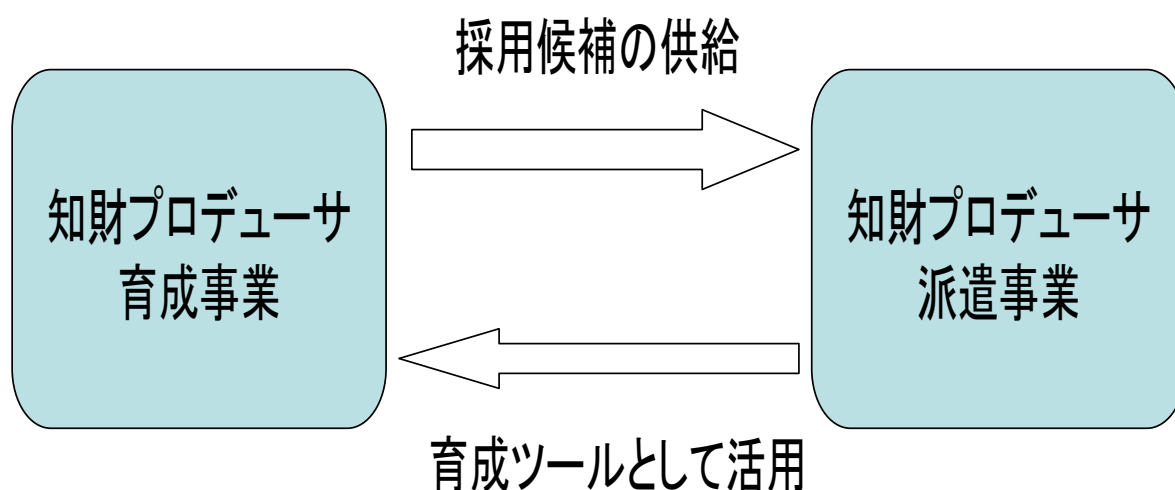 採用候補の供給
知財プロデューサ
育成事業
知財プロデューサ
派遣事業
育成ツールとして活用